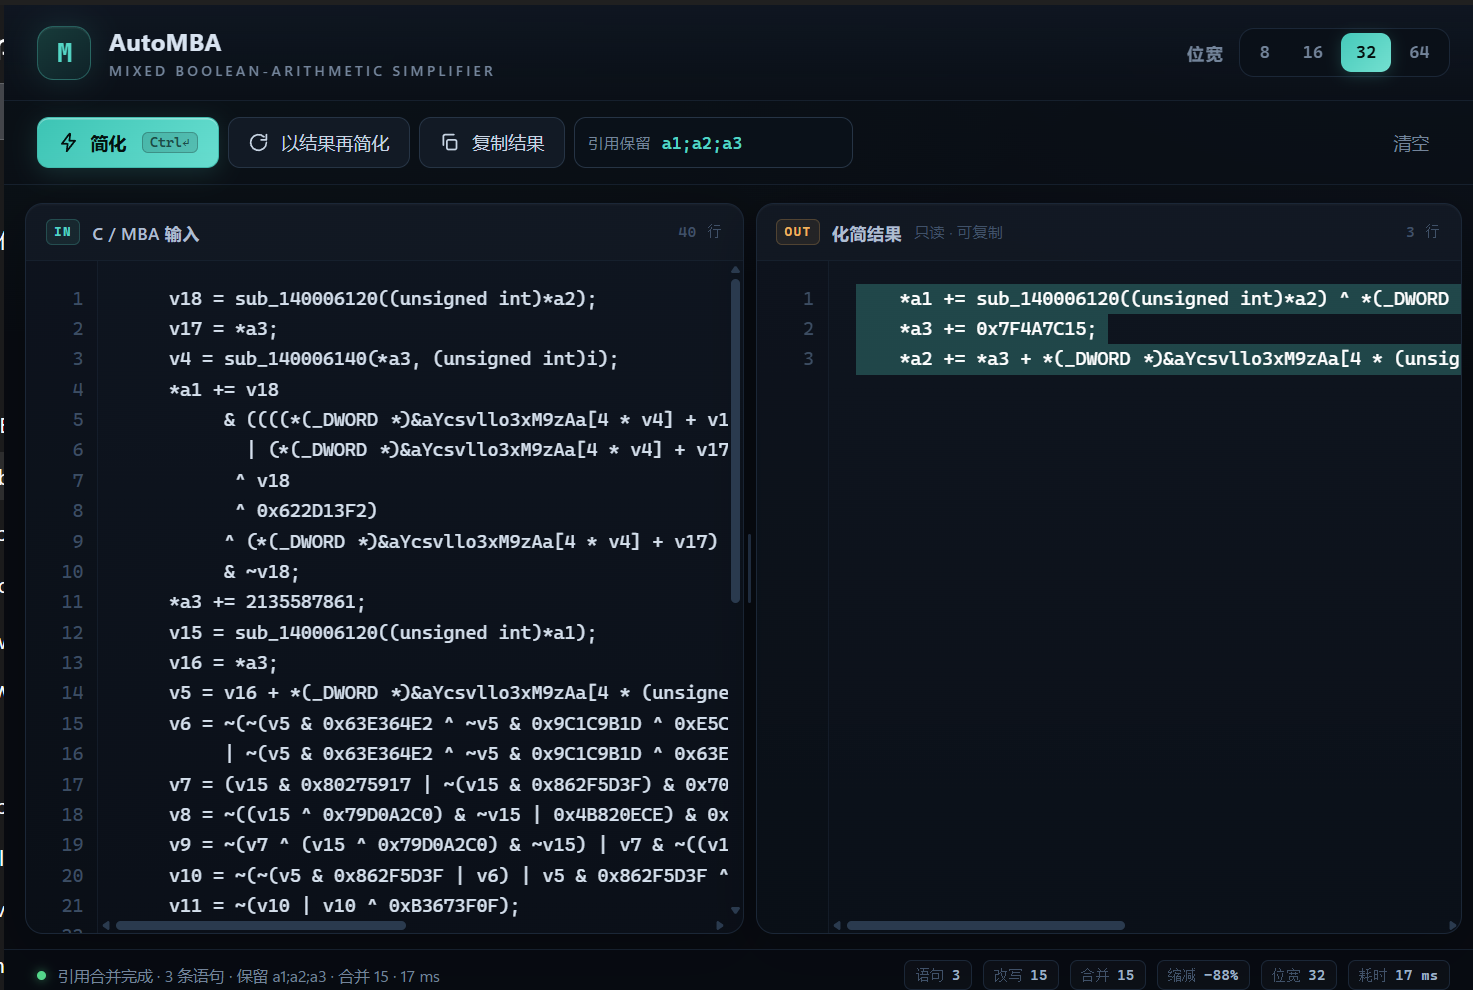 M
AutoMBA
MIXED BOOLEAN-ARITHMETIC SIMPLIFIER
位宽 8 16 32 64
简化 Ctrl↵ 以结果再简化 复制结果 引用保留 a1;a2;a3 清空
IN C / MBA 输入 40 行
1 v18 = sub_140006120((unsigned int)*a2);
2 v17 = *a3;
3 v4 = sub_140006140(*a3, (unsigned int)i);
4 *a1 += v18
5 & ((((*(_DWORD *)&aYcsvllo3xM9zAa[4 * v4] + v1
6 | (*(_DWORD *)&aYcsvllo3xM9zAa[4 * v4] + v17
7 ^ v18
8 ^ 0x622D13F2)
9 ^ (*(_DWORD *)&aYcsvllo3xM9zAa[4 * v4] + v17)
10 & ~v18;
11 *a3 += 2135587861;
12 v15 = sub_140006120((unsigned int)*a1);
13 v16 = *a3;
14 v5 = v16 + *(_DWORD *)&aYcsvllo3xM9zAa[4 * (unsigne
15 v6 = ~(~(v5 & 0x63E364E2 ^ ~v5 & 0x9C1C9B1D ^ 0xE5C
16 | ~(v5 & 0x63E364E2 ^ ~v5 & 0x9C1C9B1D ^ 0x63E
17 v7 = (v15 & 0x80275917 | ~(v15 & 0x862F5D3F) & 0x70
18 v8 = ~((v15 ^ 0x79D0A2C0) & ~v15 | 0x4B820ECE) & 0x
19 v9 = ~(v7 ^ (v15 ^ 0x79D0A2C0) & ~v15) | v7 & ~((v1
20 v10 = ~(~(v5 & 0x862F5D3F | v6) | v5 & 0x862F5D3F ^
21 v11 = ~(v10 | v10 ^ 0xB3673F0F);
OUT 化简结果 只读 · 可复制 3 行
1 *a1 += sub_140006120((unsigned int)*a2) ^ *(_DWORD
2 *a3 += 0x7F4A7C15;
3 *a2 += *a3 + *(_DWORD *)&aYcsvllo3xM9zAa[4 * (unsig
引用合并完成 · 3 条语句 · 保留 a1;a2;a3 · 合并 15 · 17 ms
语句 3 改写 15 合并 15 缩减 −88% 位宽 32 耗时 17 ms